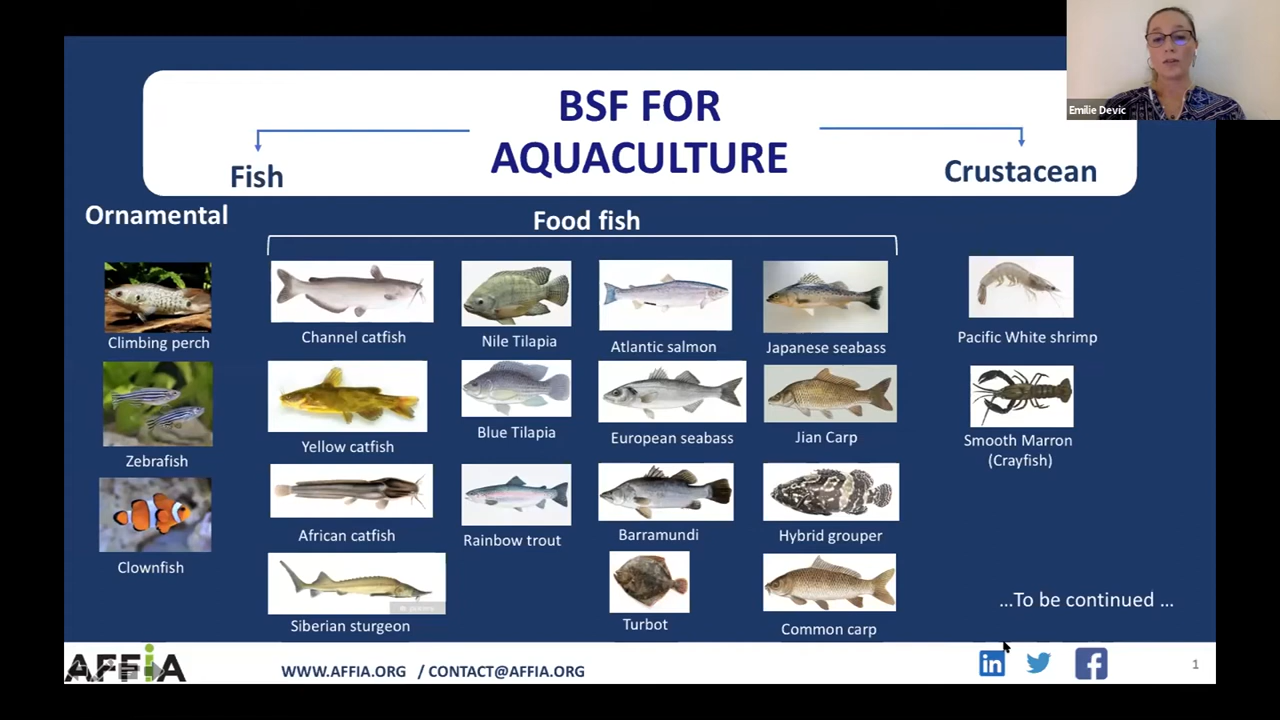 Emilie Devic
BSF FOR
AQUACULTURE
Fish
Crustacean
Ornamental
Food fish
Climbing perch
Channel catfish
Nile Tilapia
Atlantic salmon
Japanese seabass
Pacific White shrimp
Zebrafish
Yellow catfish
Blue Tilapia
European seabass
Jian Carp
Smooth Marron
(Crayfish)
Clownfish
African catfish
Rainbow trout
Barramundi
Hybrid grouper
Siberian sturgeon
Turbot
Common carp
...To be continued ...
AFFiA
WWW.AFFIA.ORG / CONTACT@AFFIA.ORG
in
f
1